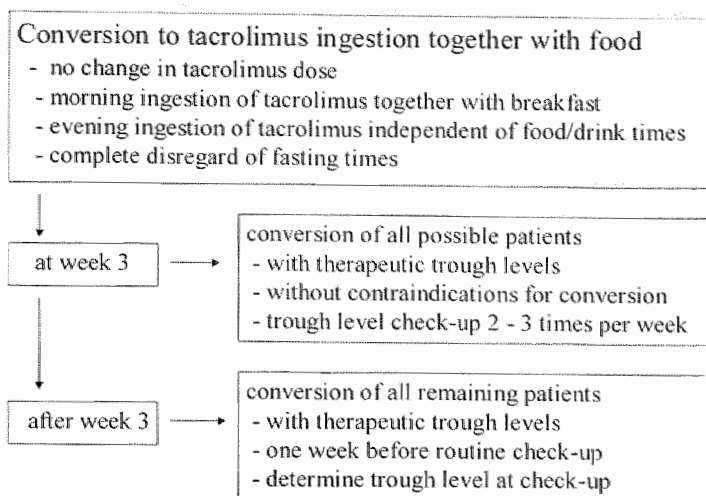 Conversion to tacrolimus ingestion together with food
- no change in tacrolimus dose
- morning ingestion of tacrolimus together with breakfast
- evening ingestion of tacrolimus independent of food/drink times
- complete disregard of fasting times
at week 3
conversion of all possible patients
- with therapeutic trough levels
- without contraindications for conversion
- trough level check-up 2 - 3 times per week
after week 3
conversion of all remaining patients
- with therapeutic trough levels
- one week before routine check-up
- determine trough level at check-up